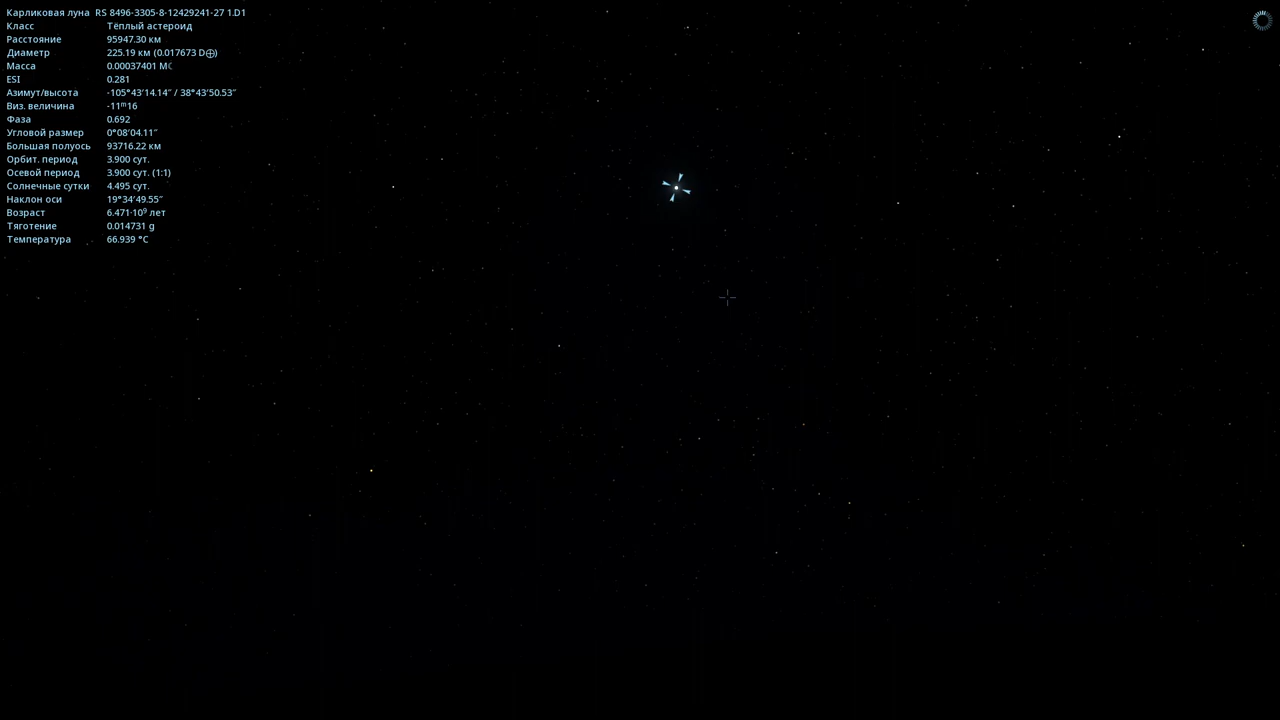 Карликовая луна RS 8496-3305-8-12429241-27 1.D1
Класс Тёплый астероид
Расстояние 95947.30 км
Диаметр 225.19 км (0.017673 D⊕)
Масса 0.00037401 M☾
ESI 0.281
Азимут/высота -105°43′14.14″ / 38°43′50.53″
Виз. величина -11ᵐ16
Фаза 0.692
Угловой размер 0°08′04.11″
Большая полуось 93716.22 км
Орбит. период 3.900 сут.
Осевой период 3.900 сут. (1:1)
Солнечные сутки 4.495 сут.
Наклон оси 19°34′49.55″
Возраст 6.471·10⁹ лет
Тяготение 0.014731 g
Температура 66.939 °C